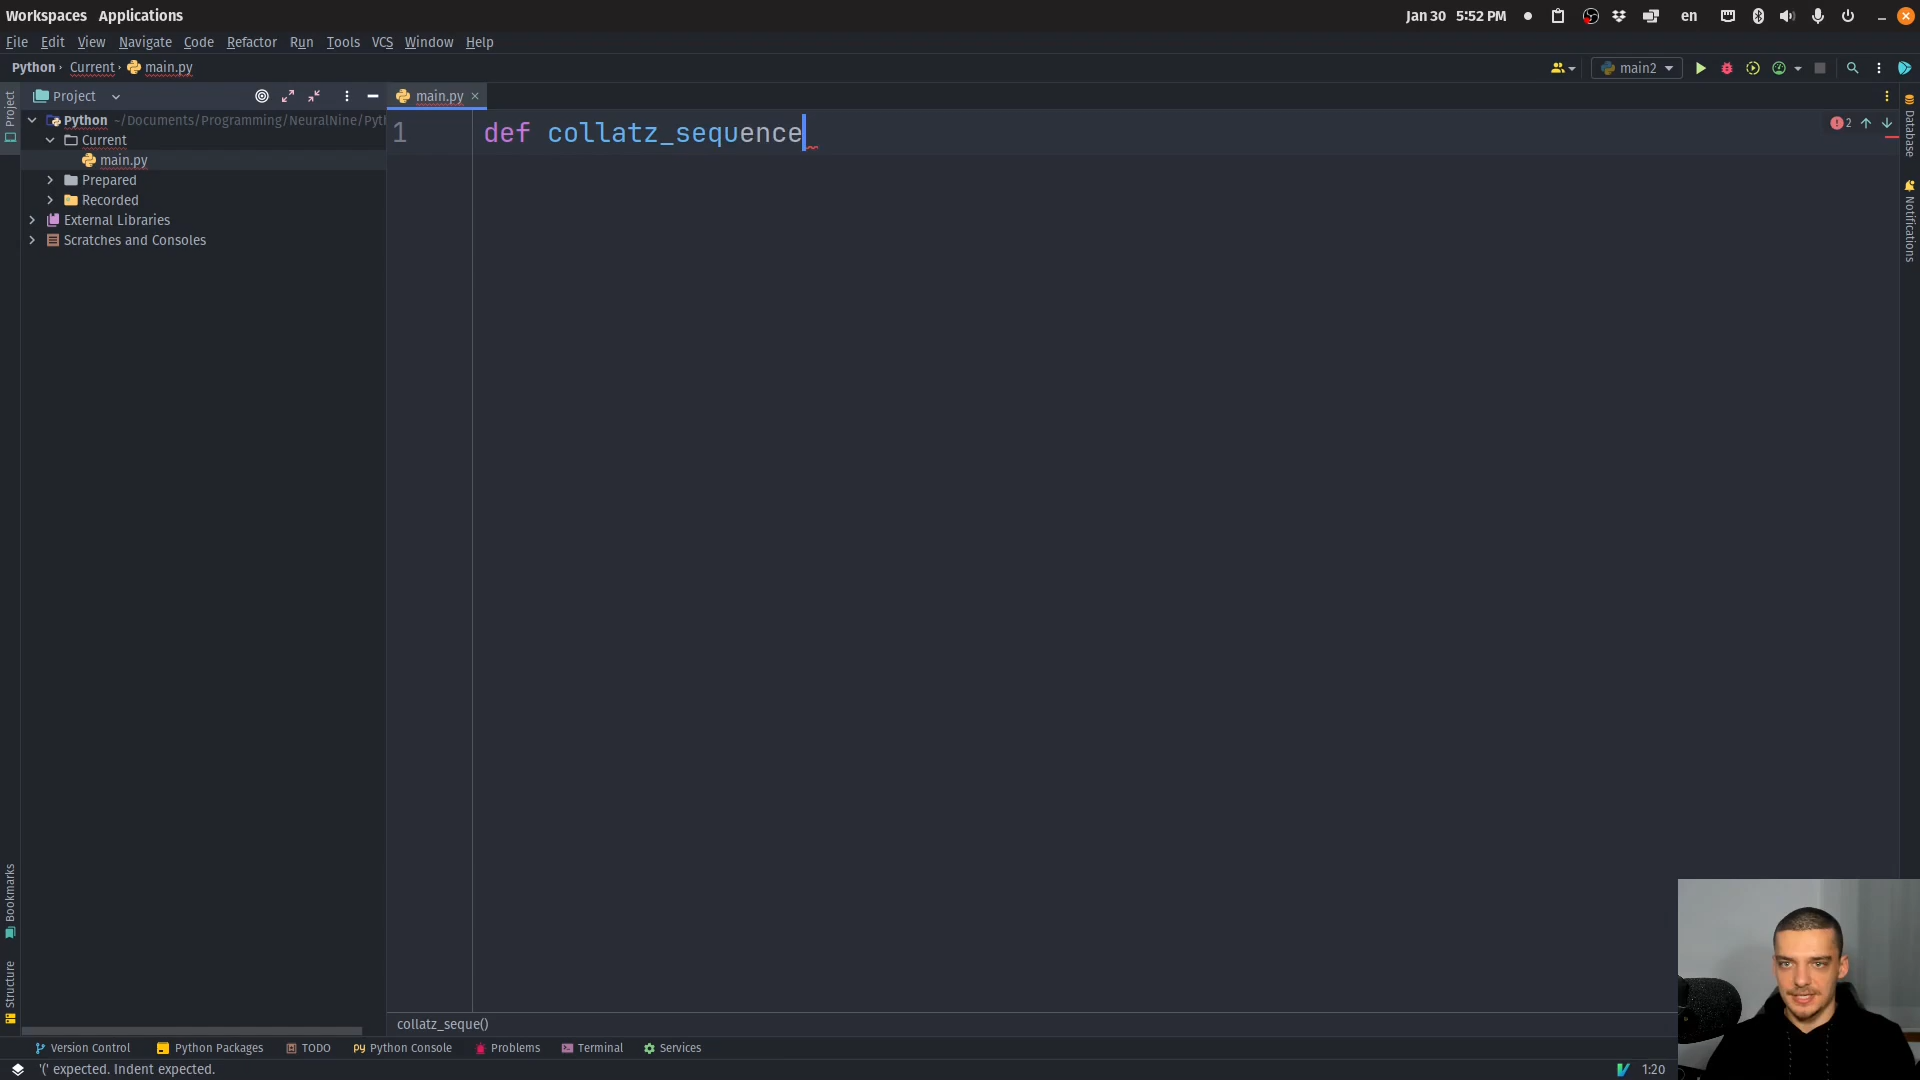 Workspaces Applications
Jan 30 5:52 PM
en
File Edit View Navigate Code Refactor Run Tools VCS Window Help
Python Current main.py
main2
Project
Project
main.py
Python ~/Documents/Programming/NeuralNine/Pyt
Current
main.py
Prepared
Recorded
External Libraries
Scratches and Consoles
1 def collatz_sequence
2
Database
Notifications
Bookmarks
Structure
collatz_seque()
Version Control Python Packages TODO Python Console Problems Terminal Services
'(' expected. Indent expected.
1:20